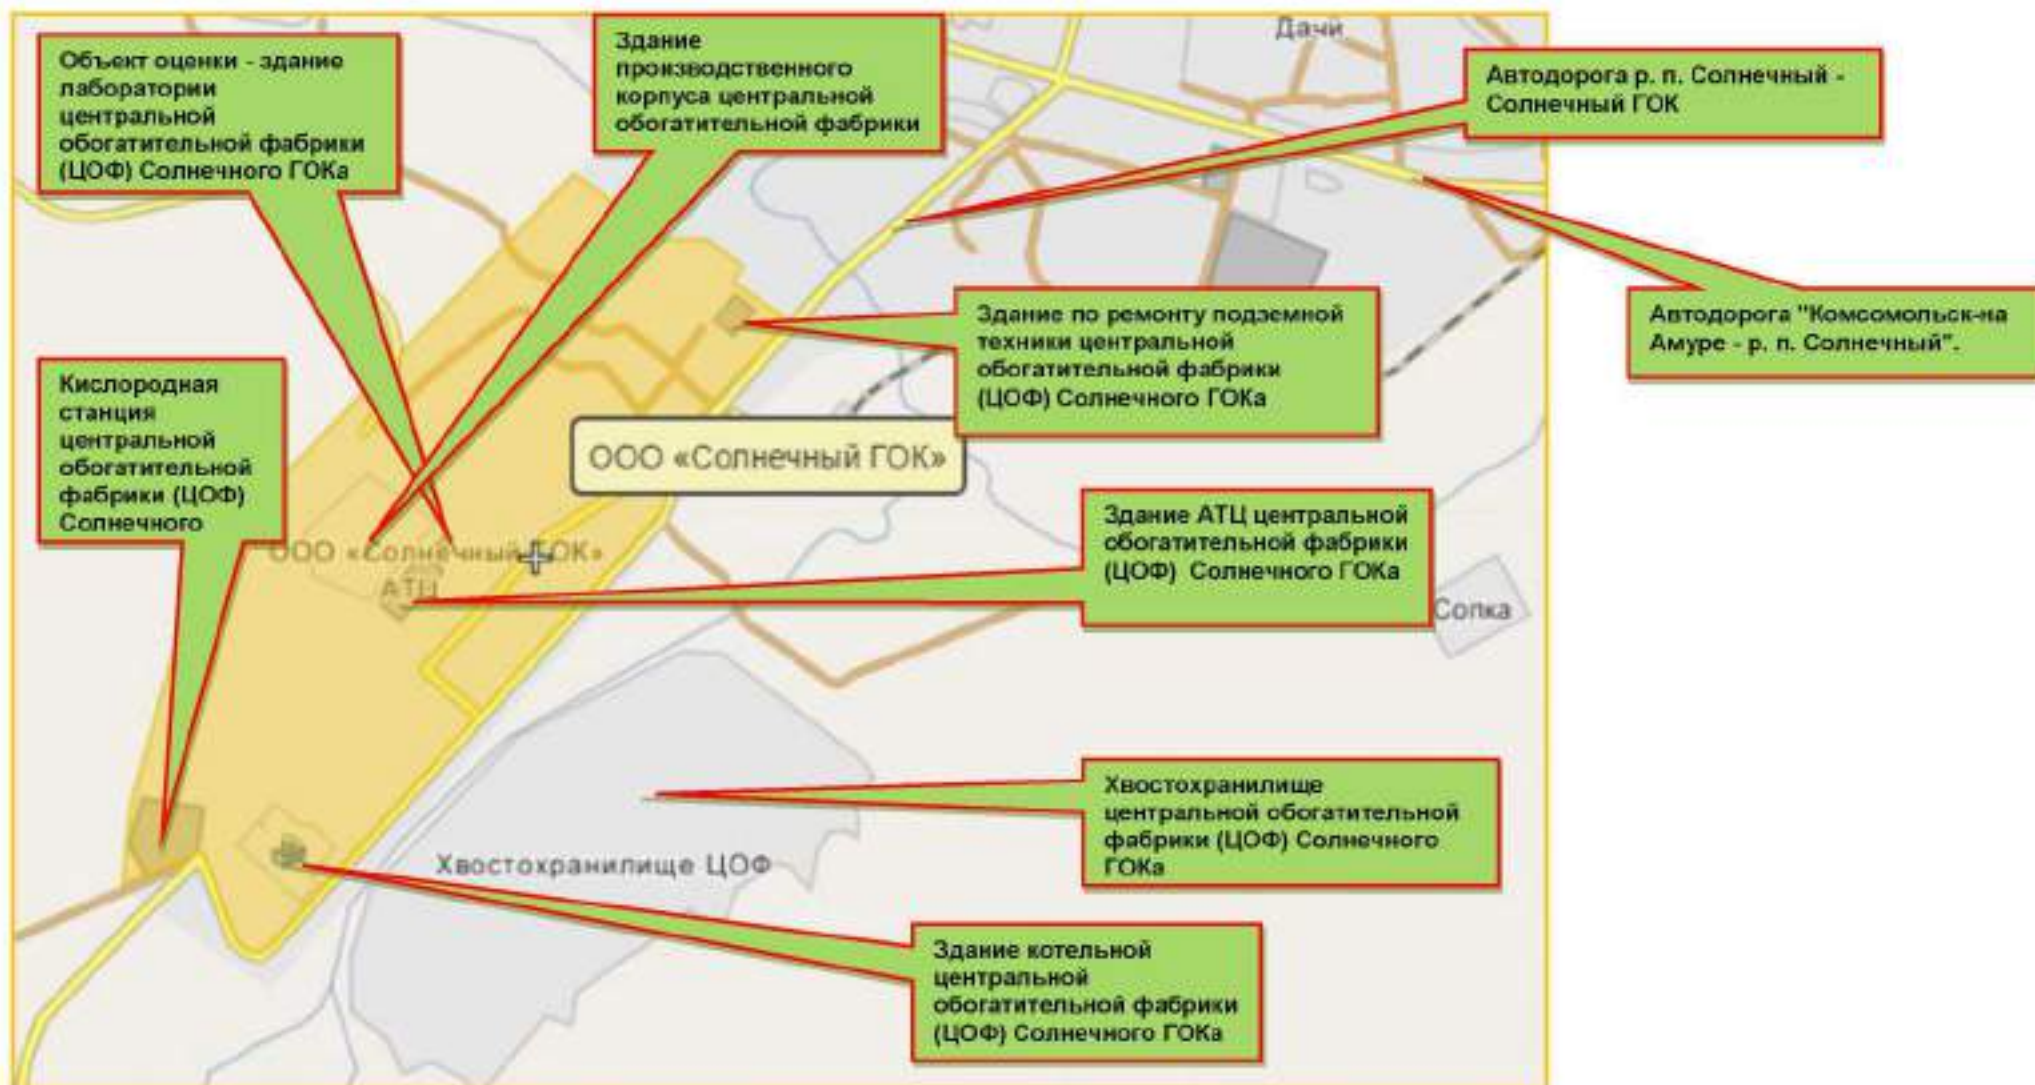 Объект оценки - здание
лаборатории
центральной
обогатительной фабрики
(ЦОФ) Солнечного ГОКа
Здание
производственного
корпуса центральной
обогатительной фабрики
Дачи
Автодорога р. п. Солнечный -
Солнечный ГОК
Автодорога "Комсомольск-на
Амуре - р. п. Солнечный".
Здание по ремонту подземной
техники центральной
обогатительной фабрики
(ЦОФ) Солнечного ГОКа
Кислородная
станция
центральной
обогатительной
фабрики (ЦОФ)
Солнечного
ООО «Солнечный ГОК»
ООО «Солнечный ГОК»
АТЦ
Здание АТЦ центральной
обогатительной фабрики
(ЦОФ) Солнечного ГОКа
Сопка
Хвостохранилище
центральной обогатительной
фабрики (ЦОФ) Солнечного
ГОКа
Хвостохранилище ЦОФ
Здание котельной
центральной
обогатительной фабрики
(ЦОФ) Солнечного ГОКа